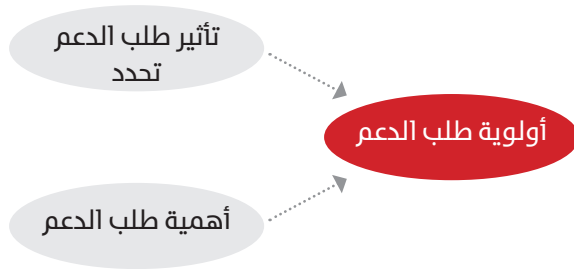 تأثير طلب الدعم
تحدد
أولوية طلب الدعم
أهمية طلب الدعم